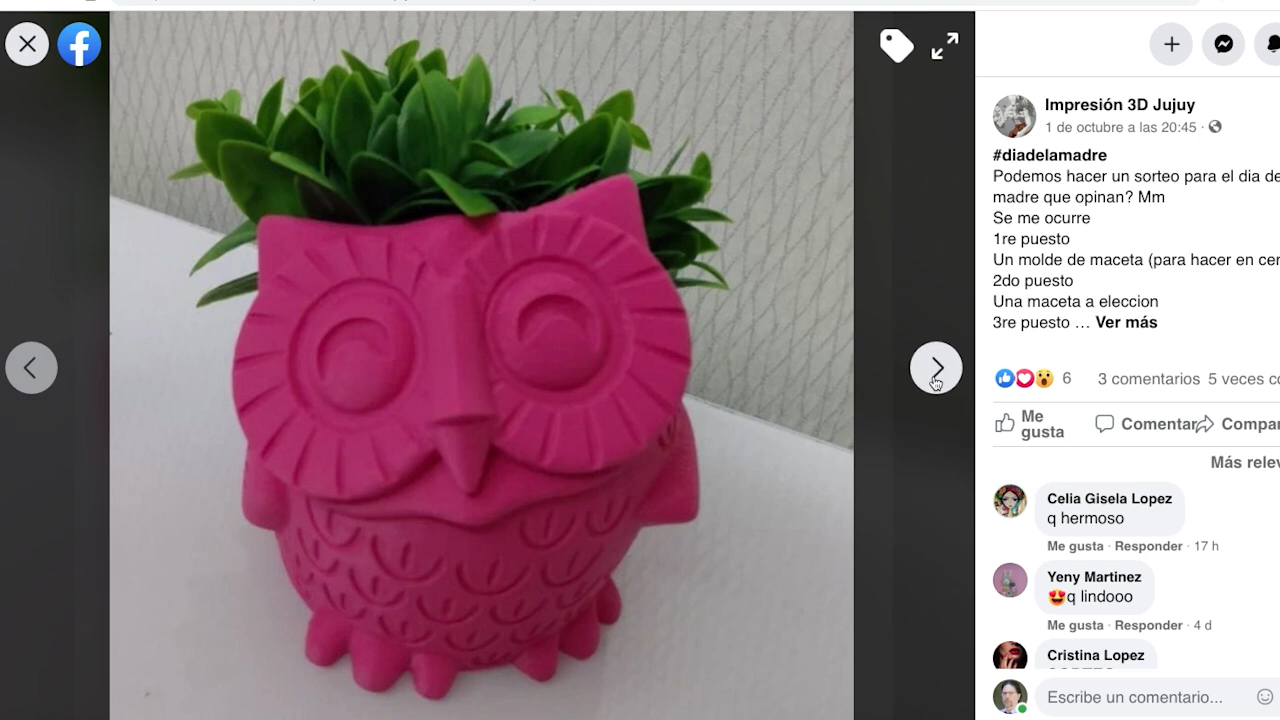 Impresión 3D Jujuy
1 de octubre a las 20:45 ·
#diadelamadre
Podemos hacer un sorteo para el dia de
madre que opinan? Mm
Se me ocurre
1re puesto
Un molde de maceta (para hacer en
2do puesto
Una maceta a eleccion
3re puesto … Ver más
6 3 comentarios 5 veces
Me gusta
Comentar
Más
Celia Gisela Lopez
q hermoso
Me gusta · Responder · 17 h
Yeny Martinez
😍q lindooo
Me gusta · Responder · 4 d
Cristina Lopez
Escribe un comentario...